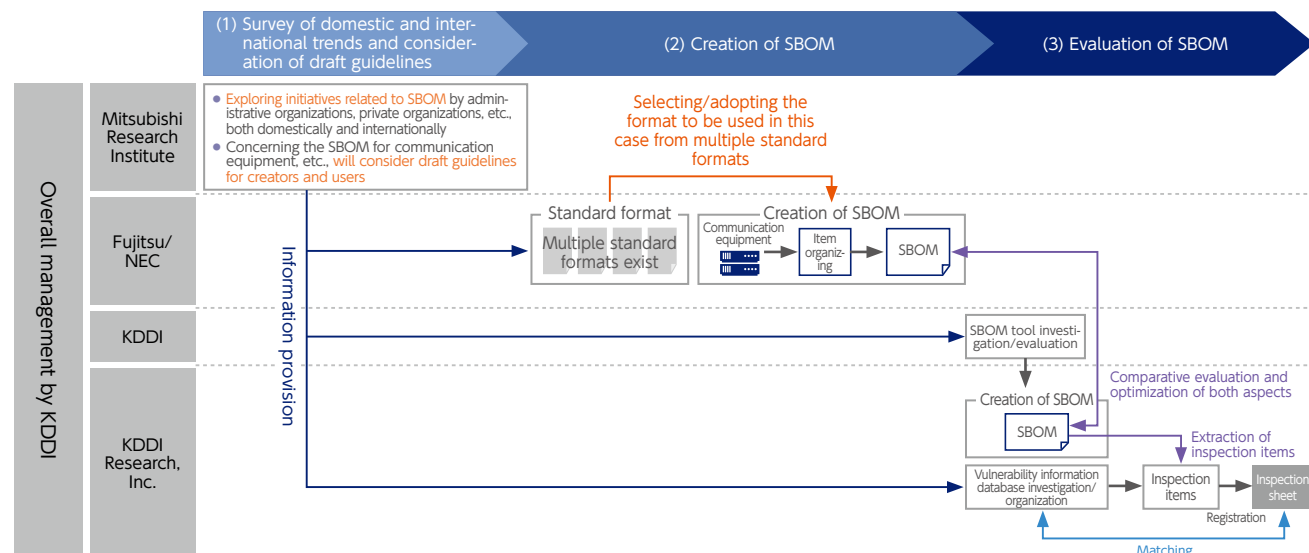 (1) Survey of domestic and inter-
national trends and consider-
ation of draft guidelines
(2) Creation of SBOM
(3) Evaluation of SBOM
Overall management by KDDI
Mitsubishi
Research
Institute
● Exploring initiatives related to SBOM by admin-
istrative organizations, private organizations, etc.,
both domestically and internationally
● Concerning the SBOM for communication
equipment, etc., will consider draft guidelines
for creators and users
Selecting/adopting the
format to be used in this
case from multiple standard
formats
Fujitsu/
NEC
Information provision
Standard format
Multiple standard
formats exist
Creation of SBOM
Communication
equipment
Item
organiz-
ing
SBOM
KDDI
SBOM tool investi-
gation/evaluation
Comparative evaluation and
optimization of both aspects
KDDI
Research,
Inc.
Creation of SBOM
SBOM
Extraction of
inspection items
Vulnerability information
database investigation/
organization
Inspection
items
Inspection
sheet
Registration
Matching